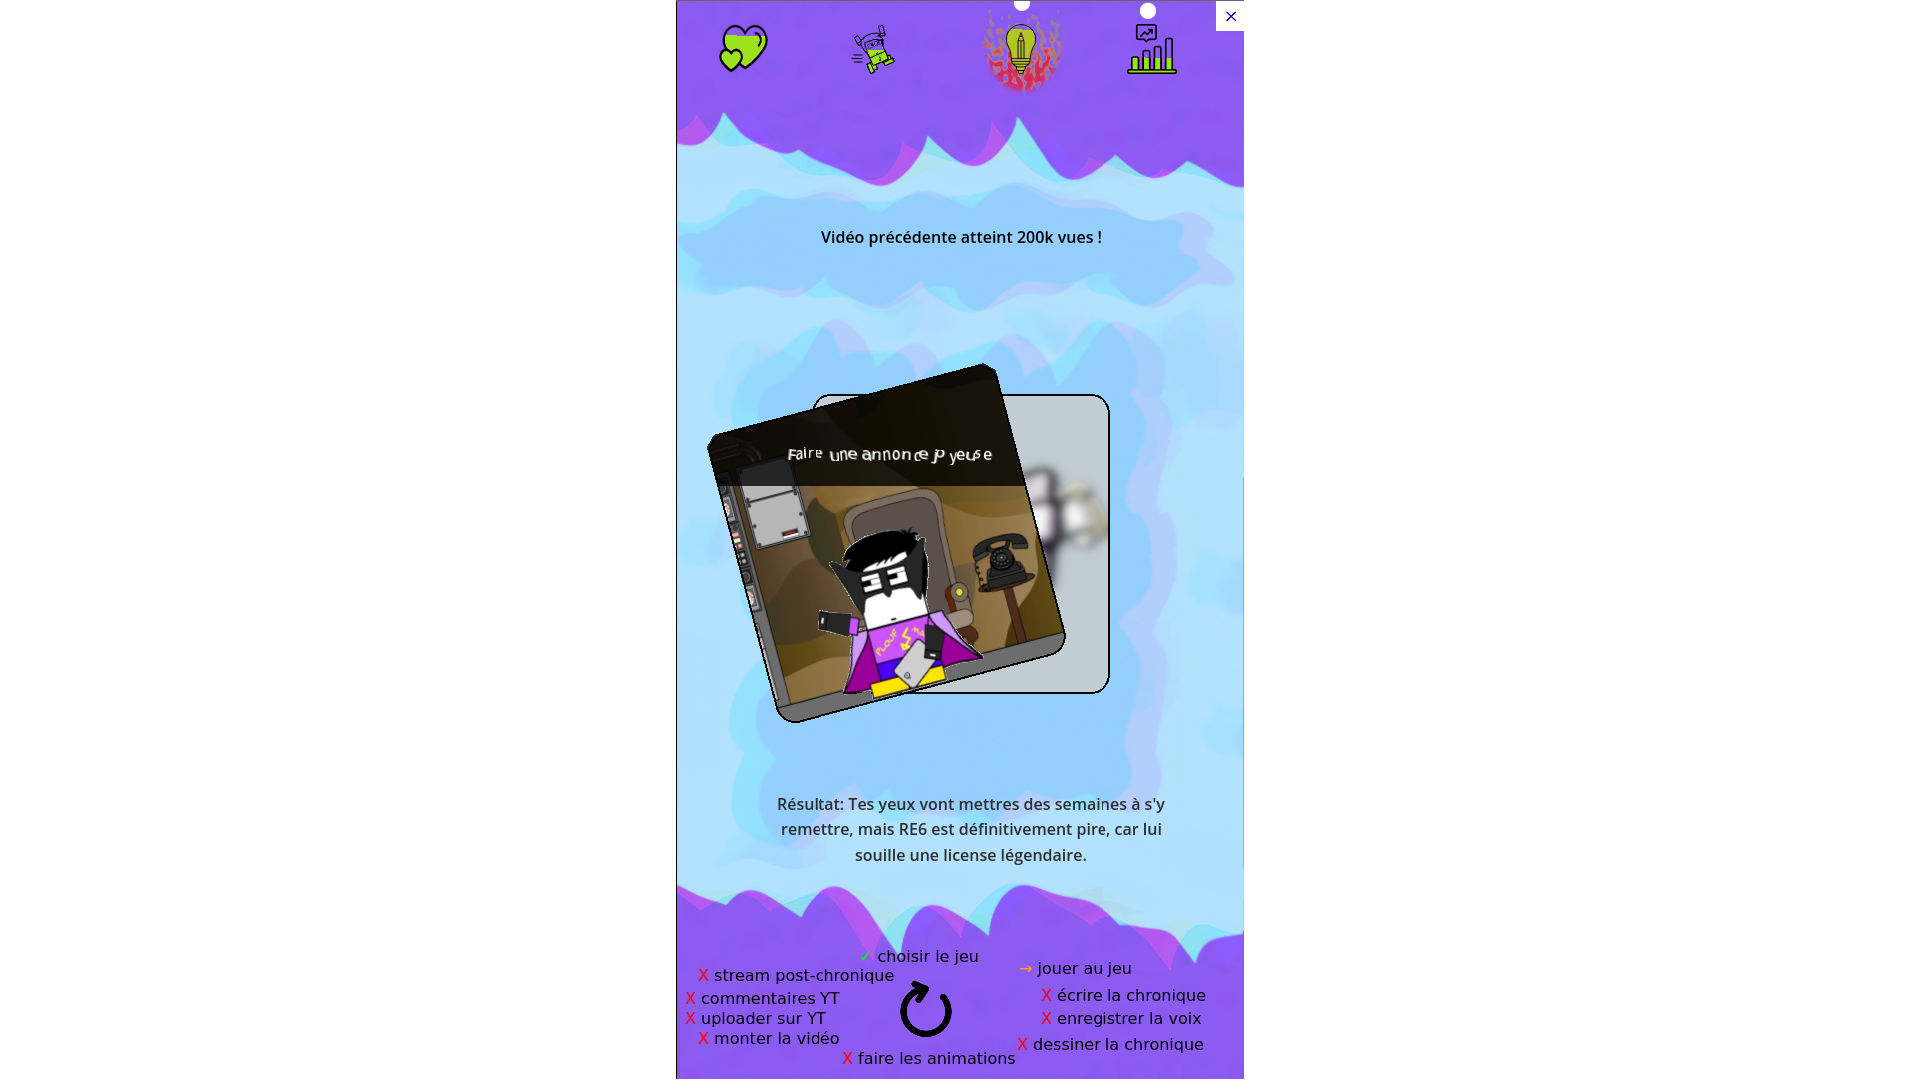 ×
Vidéo précédente atteint 200k vues !
Faire une annonce joyeuse
PLOUF MA
Résultat: Tes yeux vont mettres des semaines à s'y
remettre, mais RE6 est définitivement pire, car lui
souille une license légendaire.
✓ choisir le jeu
→ jouer au jeu
X écrire la chronique
X enregistrer la voix
X dessiner la chronique
X faire les animations
X monter la vidéo
X uploader sur YT
X commentaires YT
X stream post-chronique